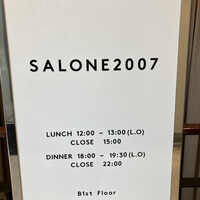 SALONE2007
LUNCH 12:00 - 13:00 (L.O)
CLOSE 15:00
DINNER 18:00 - 19:30 (L.O)
CLOSE 22:00
B1st Floor